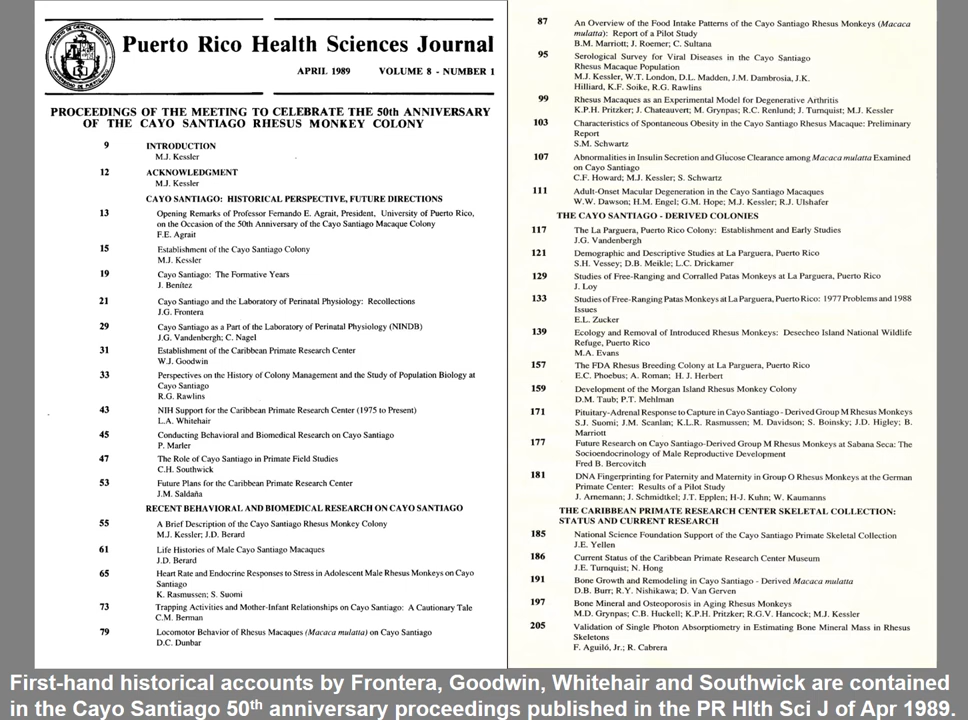 Puerto Rico Health Sciences Journal
APRIL 1989 VOLUME 8 - NUMBER 1
PROCEEDINGS OF THE MEETING TO CELEBRATE THE 50th ANNIVERSARY
OF THE CAYO SANTIAGO RHESUS MONKEY COLONY
9 INTRODUCTION
M.J. Kessler
12 ACKNOWLEDGMENT
M.J. Kessler
CAYO SANTIAGO: HISTORICAL PERSPECTIVE, FUTURE DIRECTIONS
13 Opening Remarks of Professor Fernando E. Agrait, President, University of Puerto Rico,
on the Occasion of the 50th Anniversary of the Cayo Santiago Macaque Colony
F.E. Agrait
15 Establishment of the Cayo Santiago Colony
M.J. Kessler
19 Cayo Santiago: The Formative Years
J. Benítez
21 Cayo Santiago and the Laboratory of Perinatal Physiology: Recollections
J.G. Frontera
29 Cayo Santiago as a Part of the Laboratory of Perinatal Physiology (NINDB)
J.G. Vandenbergh; C. Nagel
31 Establishment of the Caribbean Primate Research Center
W.J. Goodwin
33 Perspectives on the History of Colony Management and the Study of Population Biology at
Cayo Santiago
R.G. Rawlins
43 NIH Support for the Caribbean Primate Research Center (1975 to Present)
L.A. Whitehair
45 Conducting Behavioral and Biomedical Research on Cayo Santiago
P. Marler
47 The Role of Cayo Santiago in Primate Field Studies
C.H. Southwick
53 Future Plans for the Caribbean Primate Research Center
J.M. Saldaña
RECENT BEHAVIORAL AND BIOMEDICAL RESEARCH ON CAYO SANTIAGO
55 A Brief Description of the Cayo Santiago Rhesus Monkey Colony
M.J. Kessler; J.D. Berard
61 Life Histories of Male Cayo Santiago Macaques
J.D. Berard
65 Heart Rate and Endocrine Responses to Stress in Adolescent Male Rhesus Monkeys on Cayo
Santiago
K. Rasmussen; S. Suomi
73 Trapping Activities and Mother-Infant Relationships on Cayo Santiago: A Cautionary Tale
C.M. Berman
79 Locomotor Behavior of Rhesus Macaques (Macaca mulatta) on Cayo Santiago
D.C. Dunbar
87 An Overview of the Food Intake Patterns of the Cayo Santiago Rhesus Monkeys (Macaca
mulatta): Report of a Pilot Study
B.M. Marriott; J. Roemer; C. Sultana
95 Serological Survey for Viral Diseases in the Cayo Santiago
Rhesus Macaque Population
M.J. Kessler, W.T. London, D.L. Madden, J.M. Dambrosia, J.K.
Hilliard, K.F. Soike, R.G. Rawlins
99 Rhesus Macaques as an Experimental Model for Degenerative Arthritis
K.P.H. Pritzker; J. Chateauvert; M. Grynpas; R.C. Renlund; J. Turnquist; M.J. Kessler
103 Characteristics of Spontaneous Obesity in the Cayo Santiago Rhesus Macaque: Preliminary
Report
S.M. Schwartz
107 Abnormalities in Insulin Secretion and Glucose Clearance among Macaca mulatta Examined
on Cayo Santiago
C.F. Howard; M.J. Kessler; S. Schwartz
111 Adult-Onset Macular Degeneration in the Cayo Santiago Macaques
W.W. Dawson; H.M. Engel; G.M. Hope; M.J. Kessler; R.J. Ulshafer
THE CAYO SANTIAGO - DERIVED COLONIES
117 The La Parguera, Puerto Rico Colony: Establishment and Early Studies
J.G. Vandenbergh
121 Demographic and Descriptive Studies at La Parguera, Puerto Rico
S.H. Vessey; D.B. Meikle; L.C. Drickamer
129 Studies of Free-Ranging and Corralled Patas Monkeys at La Parguera, Puerto Rico
J. Loy
133 Studies of Free-Ranging Patas Monkeys at La Parguera, Puerto Rico: 1977 Problems and 1988
Issues
E.L. Zucker
139 Ecology and Removal of Introduced Rhesus Monkeys: Desecheo Island National Wildlife
Refuge, Puerto Rico
M.A. Evans
157 The FDA Rhesus Breeding Colony at La Parguera, Puerto Rico
E.C. Phoebus; A. Roman; H. J. Herbert
159 Development of the Morgan Island Rhesus Monkey Colony
D.M. Taub; P.T. Mehlman
171 Pituitary-Adrenal Response to Capture in Cayo Santiago - Derived Group M Rhesus Monkeys
S.J. Suomi; J.M. Scanlan; K.L.R. Rasmussen; M. Davidson; S. Boinsky; J.D. Higley; B.
Marriott
177 Future Research on Cayo Santiago-Derived Group M Rhesus Monkeys at Sabana Seca: The
Socioendocrinology of Male Reproductive Development
Fred B. Bercovitch
181 DNA Fingerprinting for Paternity and Maternity in Group O Rhesus Monkeys at the German
Primate Center: Results of a Pilot Study
J. Arnemann; J. Schmidtkel; J.T. Epplen; H-J. Kuhn; W. Kaumanns
THE CARIBBEAN PRIMATE RESEARCH CENTER SKELETAL COLLECTION:
STATUS AND CURRENT RESEARCH
185 National Science Foundation Support of the Cayo Santiago Primate Skeletal Collection
J.E. Yellen
186 Current Status of the Caribbean Primate Research Center Museum
J.E. Turnquist; N. Hong
191 Bone Growth and Remodeling in Cayo Santiago - Derived Macaca mulatta
D.B. Burr; R.Y. Nishikawa; D. Van Gerven
197 Bone Mineral and Osteoporosis in Aging Rhesus Monkeys
M.D. Grynpas; C.B. Huckell; K.P.H. Pritzker; R.G.V. Hancock; M.J. Kessler
205 Validation of Single Photon Absorptiometry in Estimating Bone Mineral Mass in Rhesus
Skeletons
F. Aguiló, Jr.; R. Cabrera
First-hand historical accounts by Frontera, Goodwin, Whitehair and Southwick are contained
in the Cayo Santiago 50th anniversary proceedings published in the PR Hlth Sci J of Apr 1989.